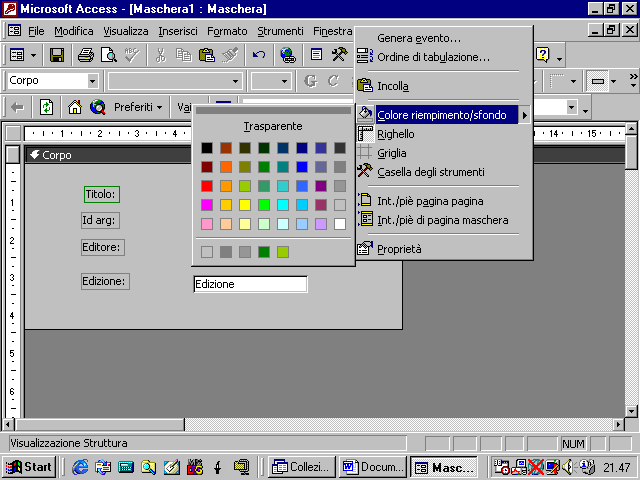 Microsoft Access - [Maschera1 : Maschera]
File Modifica Visualizza Inserisci Formato Strumenti Finestra
Genera evento...
Ordine di tabulazione...
Corpo
G C
Incolla
Preferiti Vai
Colore riempimento/sfondo
Trasparente
Righello
Griglia
Casella degli strumenti
Int./piè pagina pagina
Int./piè di pagina maschera
Proprietà
1 2 3 4 14 15
Corpo
Titolo:
Id arg:
Editore:
Edizione:
Edizione
1
2
3
4
5
6
Visualizzazione Struttura
NUM
Start
Collezi...
Docum...
Masc...
21.47